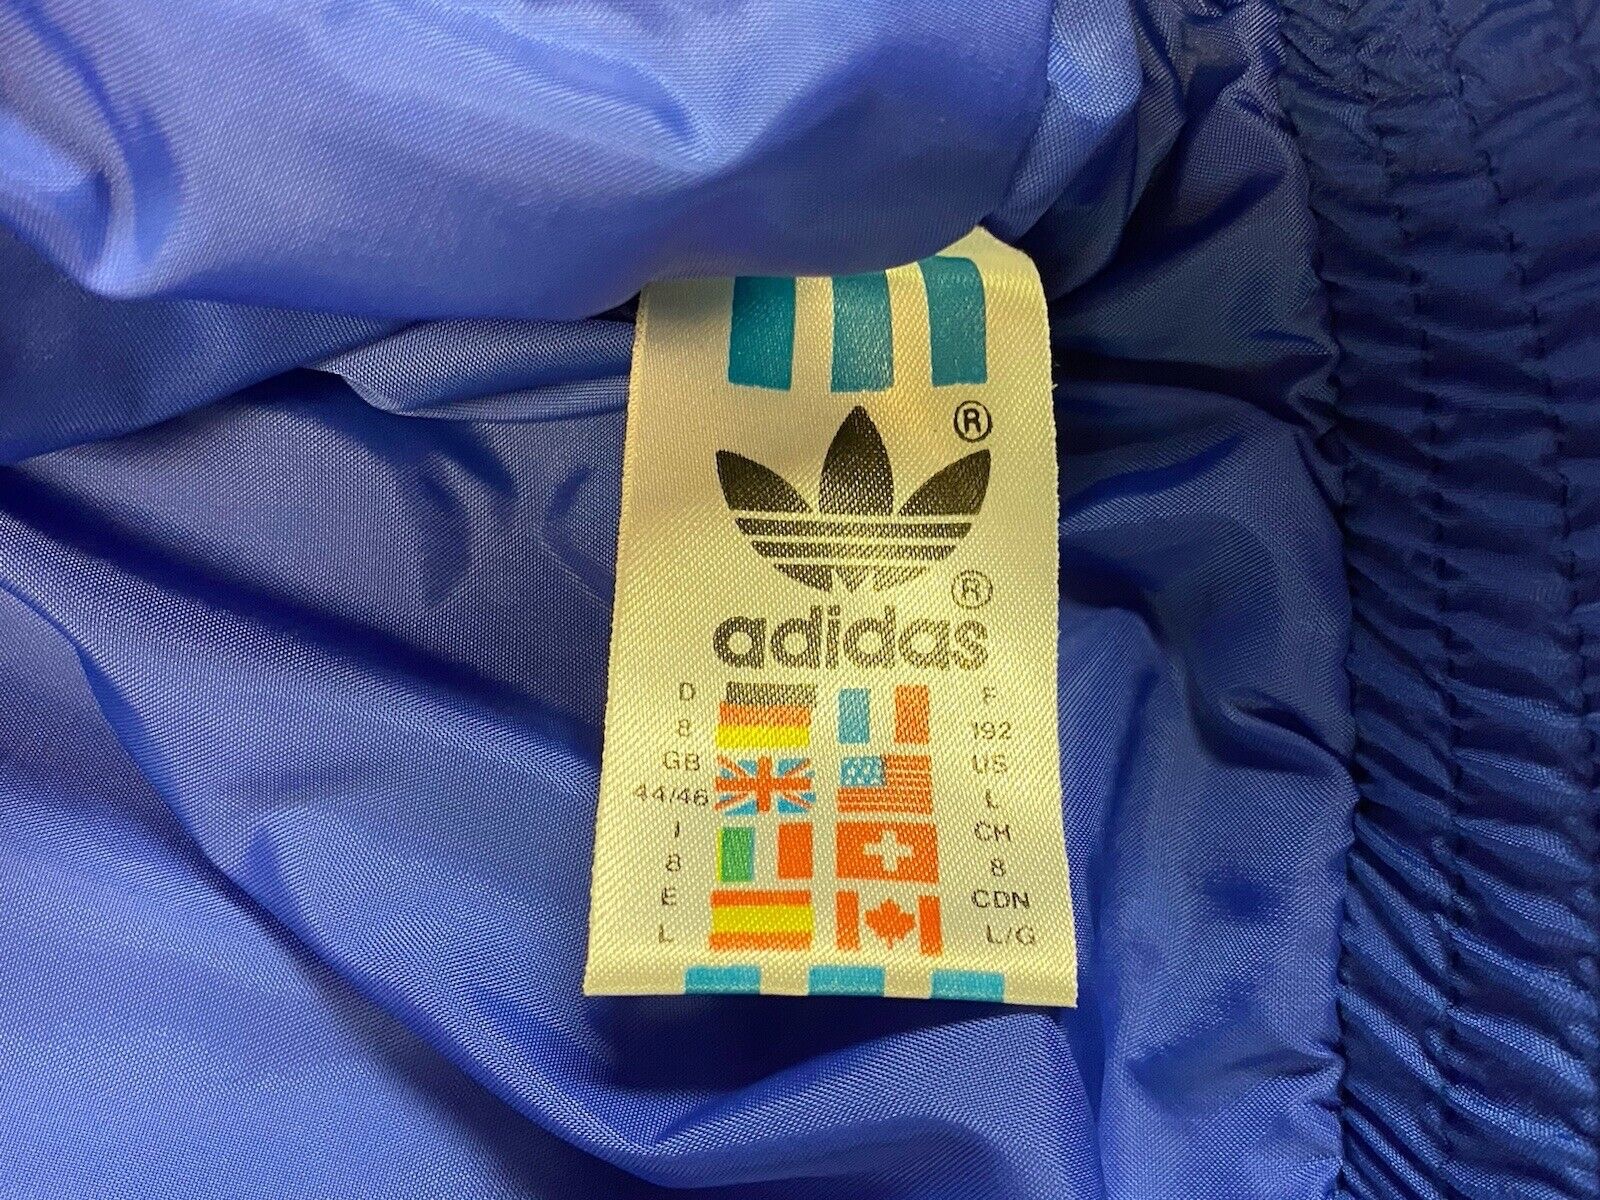 ®
®
adidas
D F
8 192
GB US
44/46 L
I CH
8 8
E CDN
L L/G